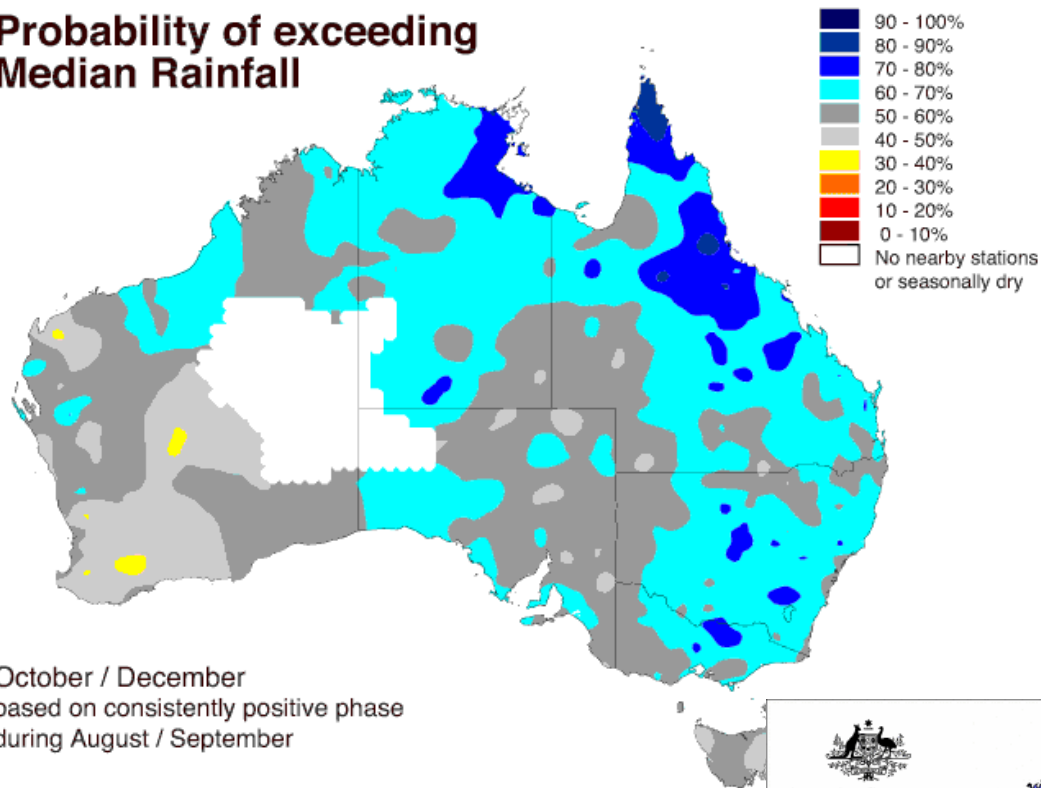 Probability of exceeding
Median Rainfall
90 - 100%
80 - 90%
70 - 80%
60 - 70%
50 - 60%
40 - 50%
30 - 40%
20 - 30%
10 - 20%
0 - 10%
No nearby stations
or seasonally dry
October / December
based on consistently positive phase
during August / September